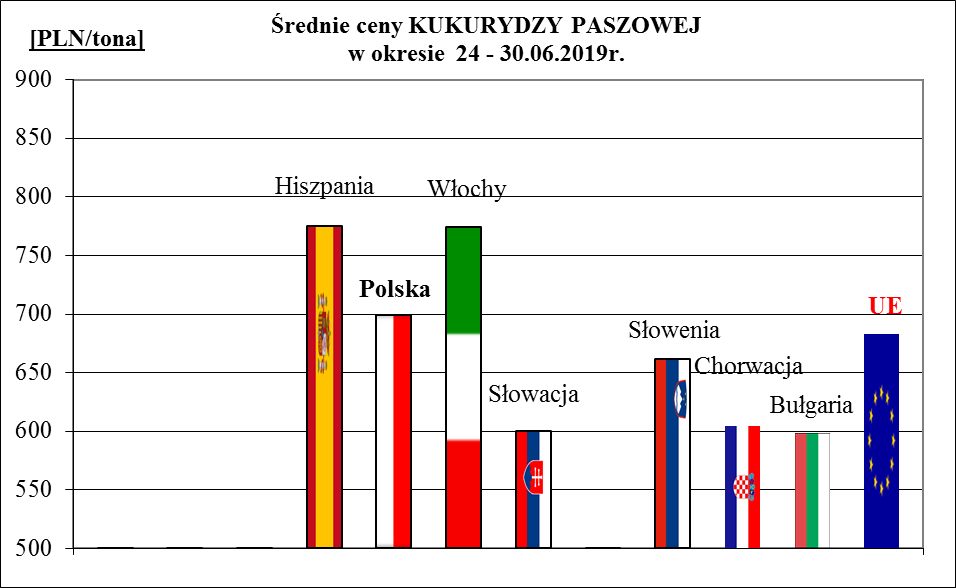 Średnie ceny KUKURYDZY PASZOWEJ
w okresie 24 - 30.06.2019r.
[PLN/tona]
900
850
800
750
700
650
600
550
500
Hiszpania
Polska
Włochy
Słowacja
Słowenia
Chorwacja
Bułgaria
UE